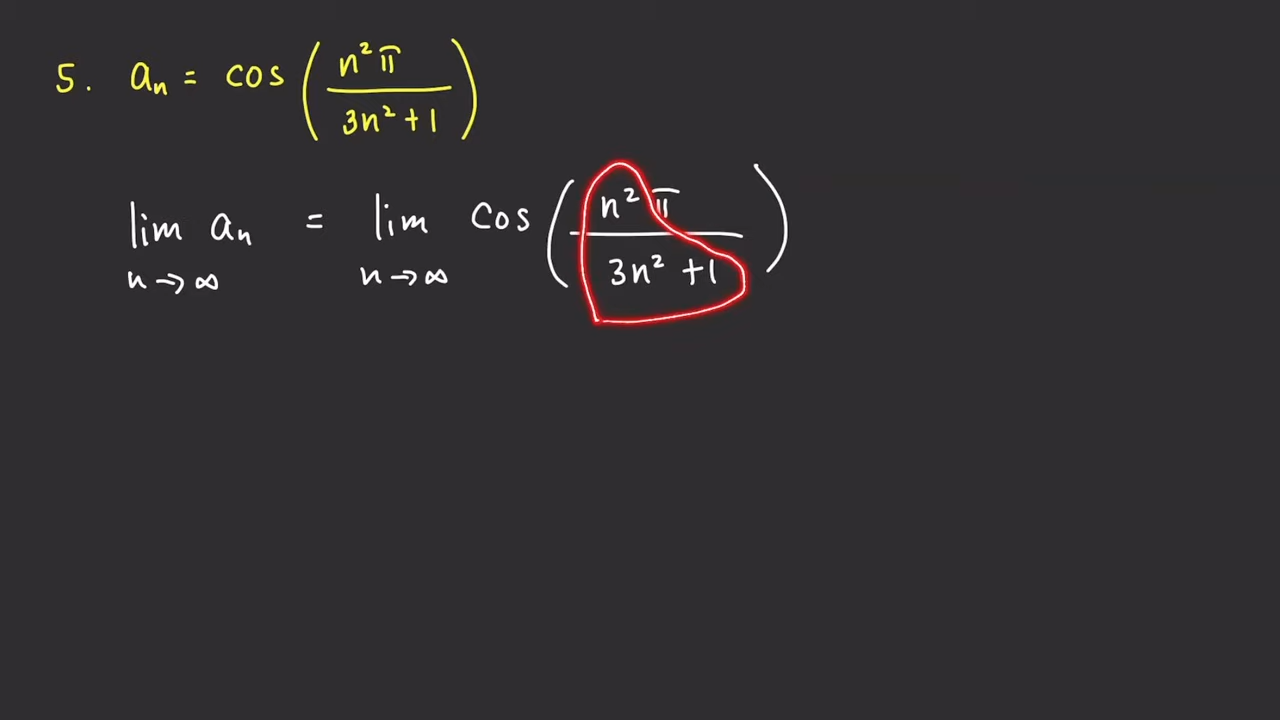 5. aₙ = cos ( n²π / 3n² + 1 )
lim aₙ = lim cos ( n²π / 3n² + 1 )
n → ∞ n → ∞